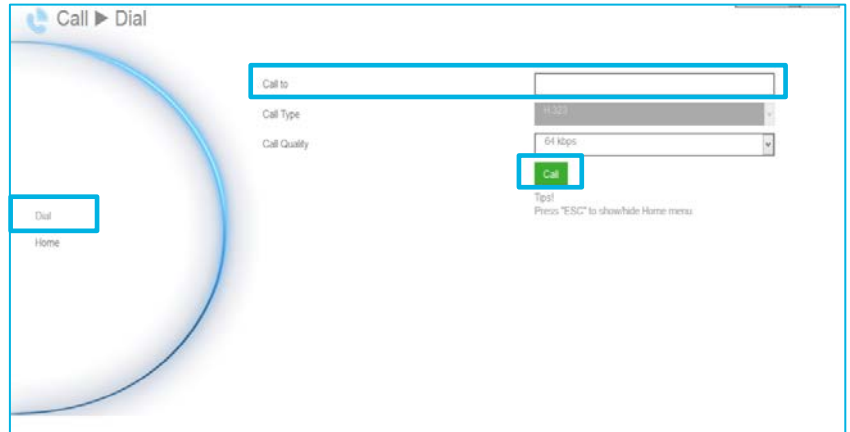 Call ▶ Dial
Call to
Call Type H.323
Call Quality 64 kbps
Call
Tips!
Press "ESC" to show/hide Home menu
Dial
Home